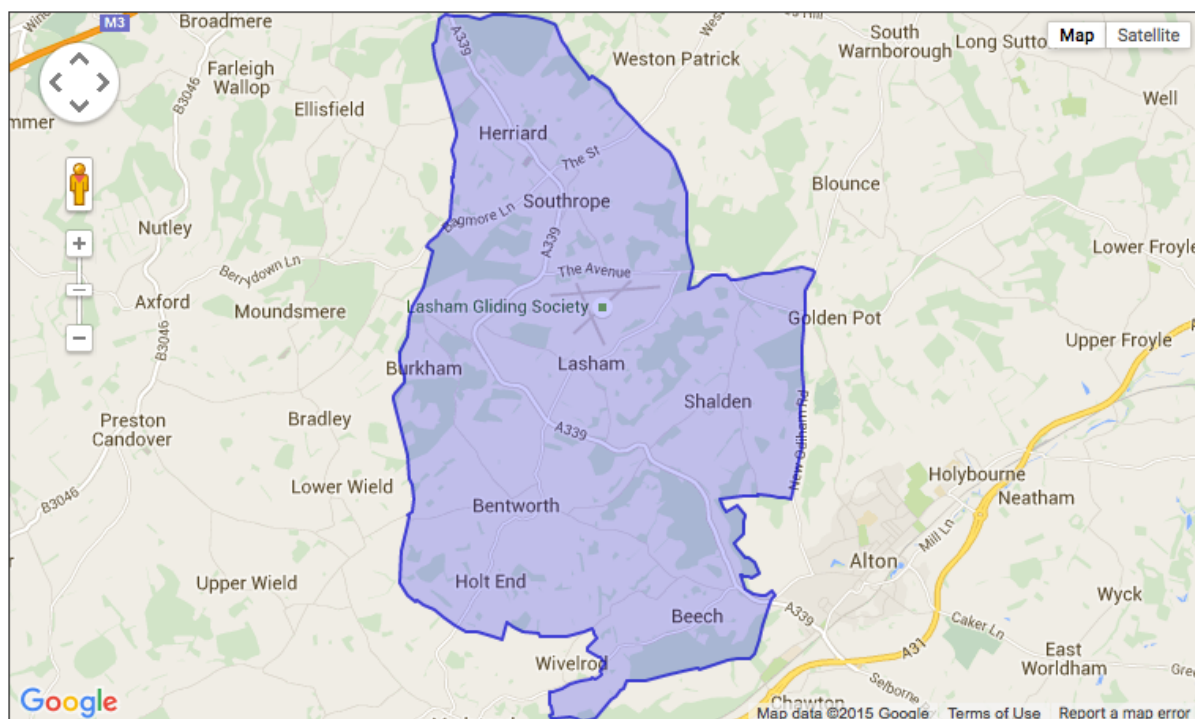 M3
Broadmere
A339
South
Warnborough
Long Sutton
Map
Satellite
Weston Patrick
Farleigh
Wallop
B3046
Ellisfield
Well
Herriard
The St
Blounce
Southrope
Bagmore Ln
Nutley
A339
Lower Froyle
Berrydown Ln
The Avenue
Axford
Moundsmere
Lasham Gliding Society
Golden Pot
B3046
Upper Froyle
Burkham
Lasham
Shalden
Preston
Candover
Bradley
A339
New Odiham Rd
Holybourne
Neatham
Lower Wield
B3046
Bentworth
Mill Ln
Alton
Upper Wield
Holt End
Beech
A339
Wyck
Caker Ln
A31
East
Worldham
Wivelrod
Selborne
Chawton
Google
Map data ©2015 Google
Terms of Use
Report a map error